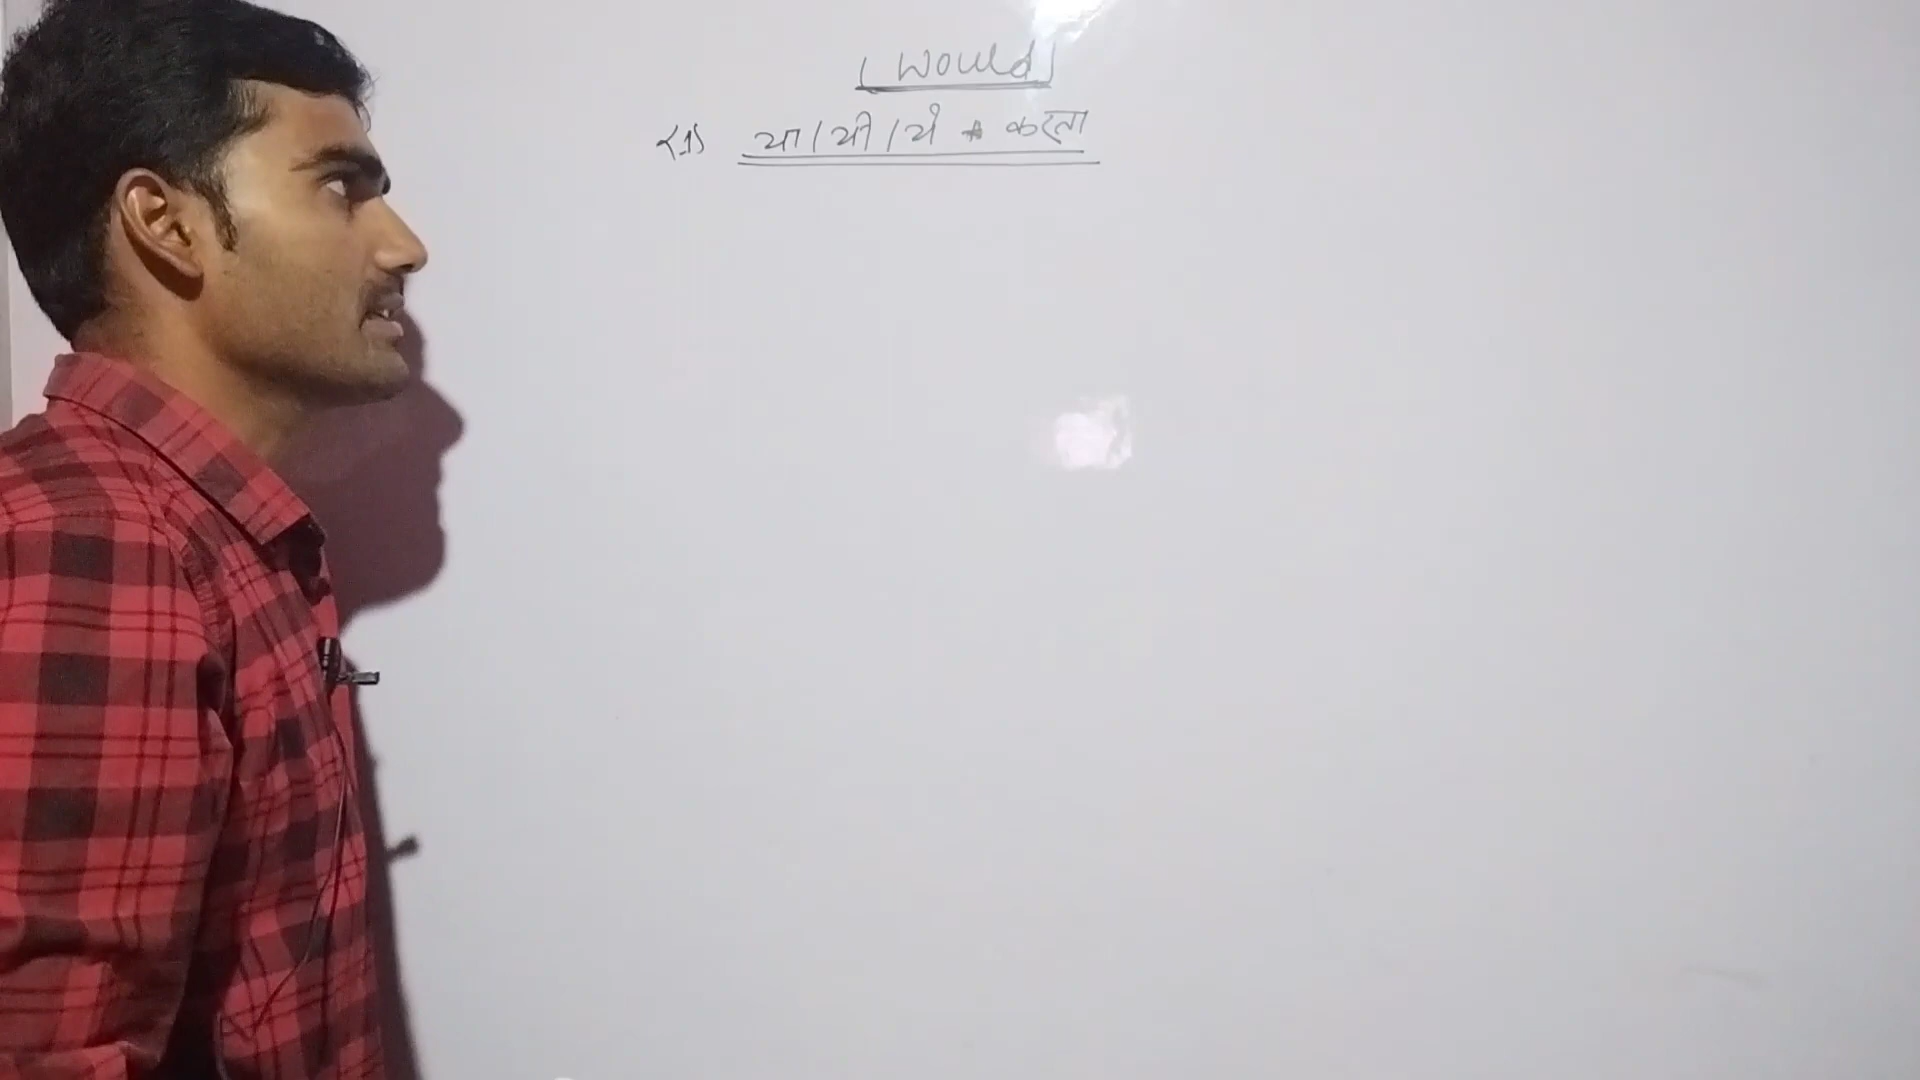 ( Would )
<1> था / थी / थे * करता